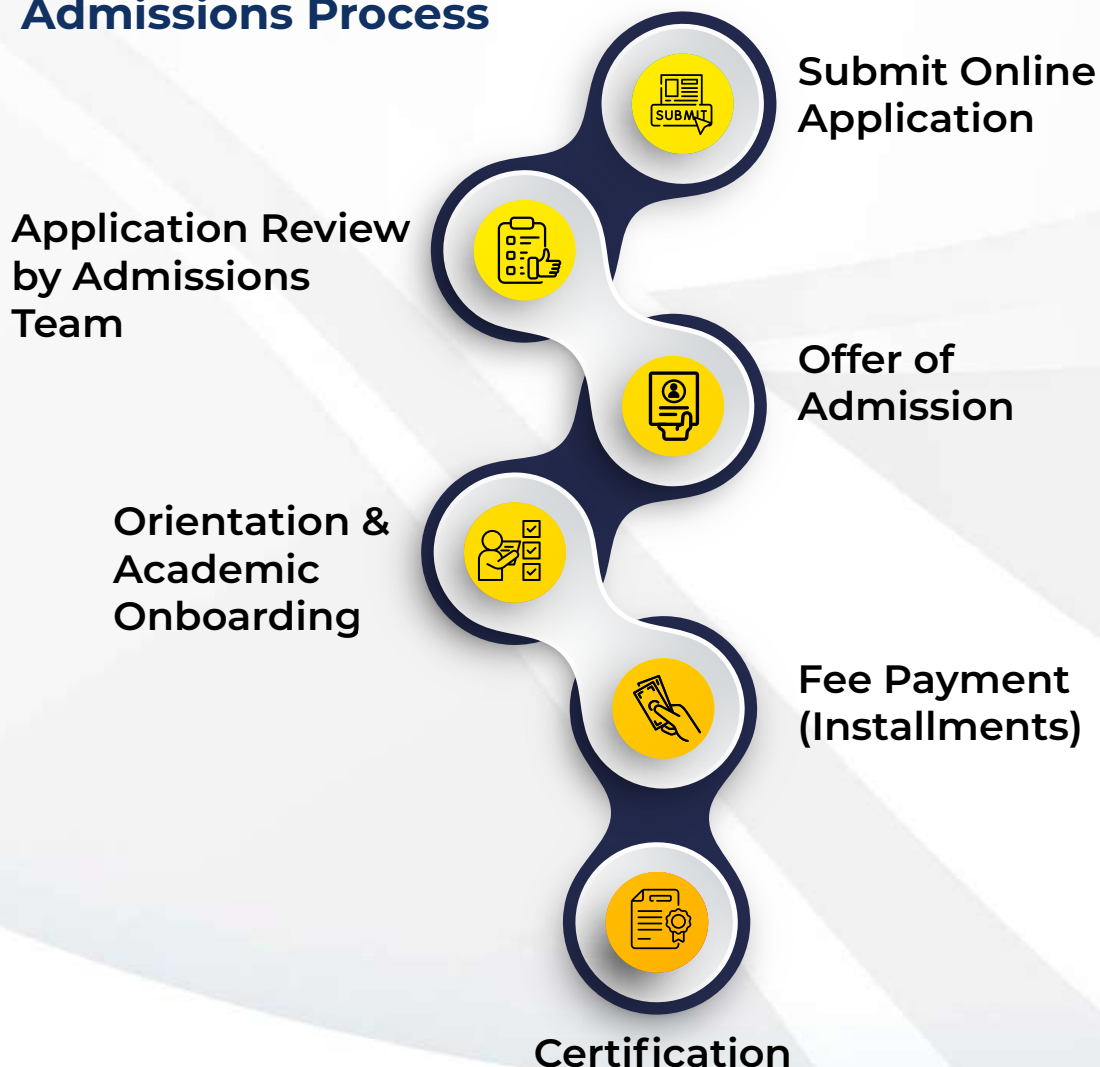 Admissions Process
Submit Online
Application
SUBMIT
Application Review
by Admissions
Team
Offer of
Admission
Orientation &
Academic
Onboarding
Fee Payment
(Installments)
Certification